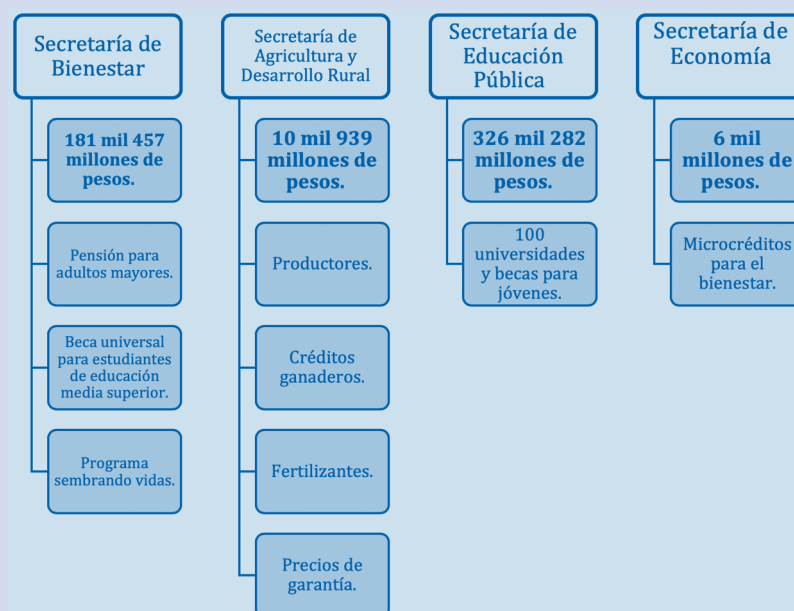 Secretaría de
Bienestar
181 mil 457
millones de
pesos.
Pensión para
adultos mayores.
Beca universal
para estudiantes
de educación
media superior.
Programa
sembrando vidas.
Secretaría de
Agricultura y
Desarrollo Rural
10 mil 939
millones de
pesos.
Productores.
Créditos
ganaderos.
Fertilizantes.
Precios de
garantía.
Secretaría de
Educación
Pública
326 mil 282
millones de
pesos.
100
universidades
y becas para
jóvenes.
Secretaría de
Economía
6 mil
millones de
pesos.
Microcréditos
para el
bienestar.